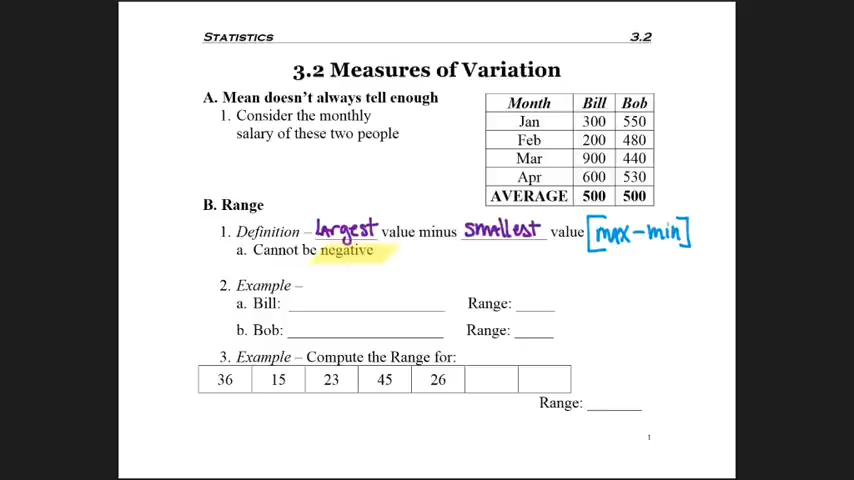 STATISTICS 3.2
3.2 Measures of Variation
A. Mean doesn't always tell enough
1. Consider the monthly
salary of these two people
Month Bill Bob
Jan 300 550
Feb 200 480
Mar 900 440
Apr 600 530
AVERAGE 500 500
B. Range
1. Definition – largest value minus smallest value [max – min]
a. Cannot be negative
2. Example –
a. Bill: Range:
b. Bob: Range:
3. Example – Compute the Range for:
36 15 23 45 26
Range:
1